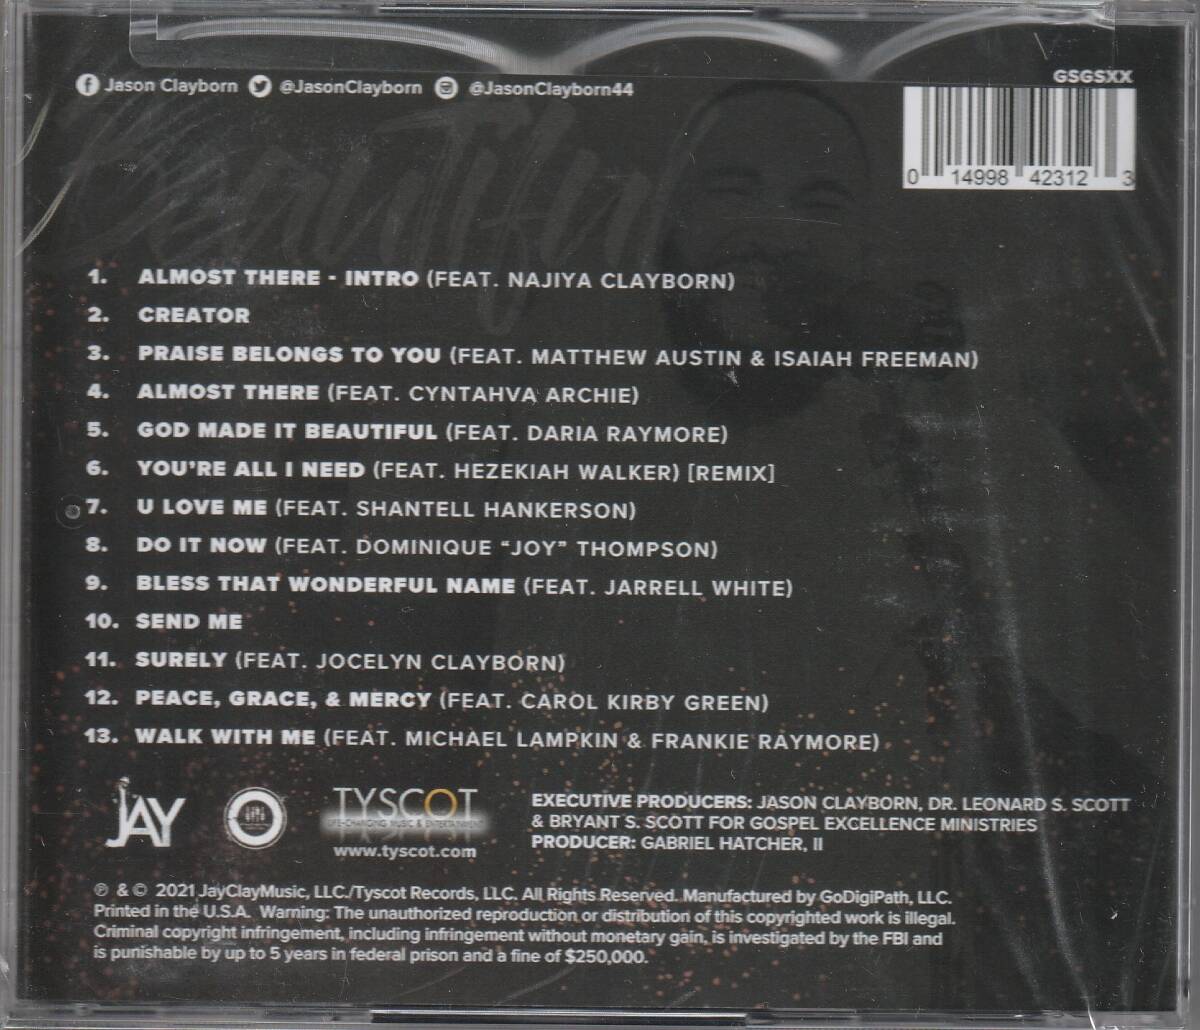 Jason Clayborn @JasonClayborn @JasonClayborn44
GSGSXX
0 14998 42312 3
Beautiful
1. ALMOST THERE - INTRO (FEAT. NAJIYA CLAYBORN)
2. CREATOR
3. PRAISE BELONGS TO YOU (FEAT. MATTHEW AUSTIN & ISAIAH FREEMAN)
4. ALMOST THERE (FEAT. CYNTAHVA ARCHIE)
5. GOD MADE IT BEAUTIFUL (FEAT. DARIA RAYMORE)
6. YOU'RE ALL I NEED (FEAT. HEZEKIAH WALKER) [REMIX]
7. U LOVE ME (FEAT. SHANTELL HANKERSON)
8. DO IT NOW (FEAT. DOMINIQUE “JOY” THOMPSON)
9. BLESS THAT WONDERFUL NAME (FEAT. JARRELL WHITE)
10. SEND ME
11. SURELY (FEAT. JOCELYN CLAYBORN)
12. PEACE, GRACE, & MERCY (FEAT. CAROL KIRBY GREEN)
13. WALK WITH ME (FEAT. MICHAEL LAMPKIN & FRANKIE RAYMORE)
JAY
TYSCOT
LIFE-CHANGING MUSIC & ENTERTAINMENT
www.tyscot.com
EXECUTIVE PRODUCERS: JASON CLAYBORN, DR. LEONARD S. SCOTT
& BRYANT S. SCOTT FOR GOSPEL EXCELLENCE MINISTRIES
PRODUCER: GABRIEL HATCHER, II
℗ & © 2021 JayClayMusic, LLC./Tyscot Records, LLC. All Rights Reserved. Manufactured by GoDigiPath, LLC.
Printed in the U.S.A. Warning: The unauthorized reproduction or distribution of this copyrighted work is illegal.
Criminal copyright infringement, including infringement without monetary gain, is investigated by the FBI and
is punishable by up to 5 years in federal prison and a fine of $250,000.